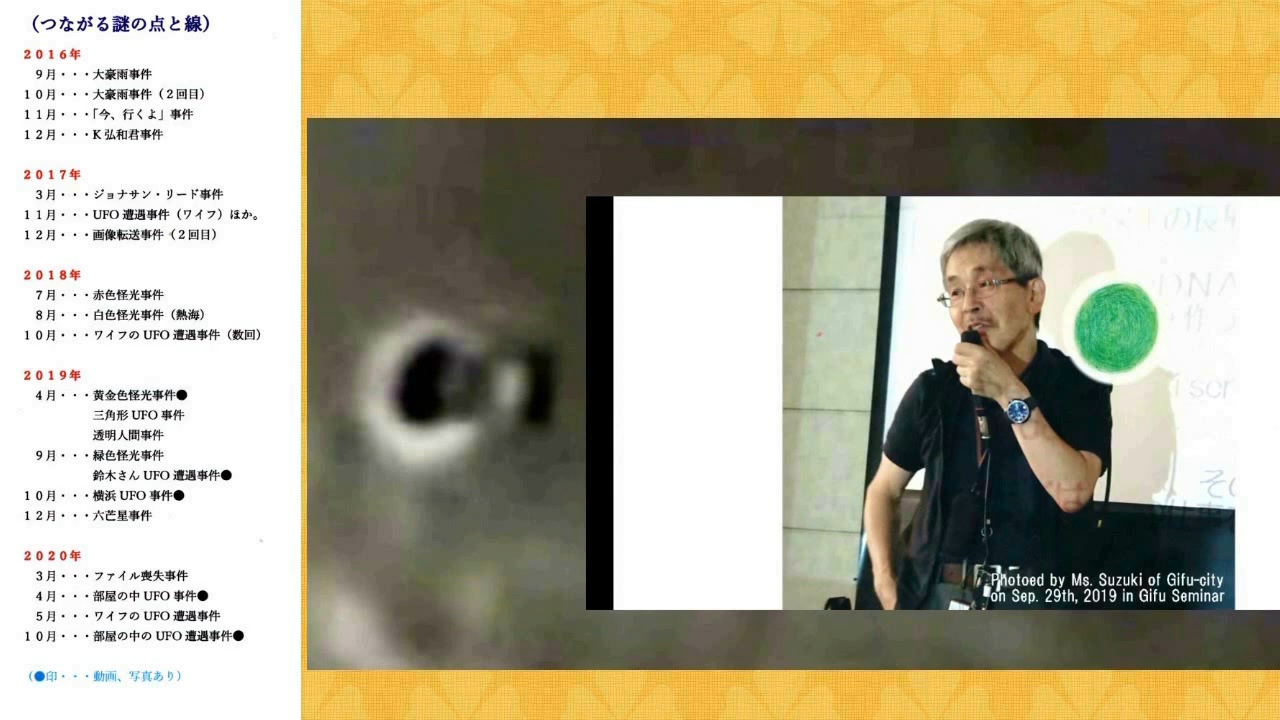 （つながる謎の点と線）
２０１６年
９月・・・大豪雨事件
１０月・・・大豪雨事件（２回目）
１１月・・・「今、行くよ」事件
１２月・・・K 弘和君事件
２０１７年
３月・・・ジョナサン・リード事件
１１月・・・UFO 遭遇事件（ワイフ）ほか。
１２月・・・画像転送事件（２回目）
２０１８年
７月・・・赤色怪光事件
８月・・・白色怪光事件（熱海）
１０月・・・ワイフの UFO 遭遇事件（数回）
２０１９年
４月・・・黄金色怪光事件●
三角形 UFO 事件
透明人間事件
９月・・・緑色怪光事件
鈴木さん UFO 遭遇事件●
１０月・・・横浜 UFO 事件●
１２月・・・六芒星事件
２０２０年
３月・・・ファイル喪失事件
４月・・・部屋の中 UFO 事件●
５月・・・ワイフの UFO 遭遇事件
１０月・・・部屋の中の UFO 遭遇事件●
（●印・・・動画、写真あり）
の長
DNA
作
その
Photoed by Ms. Suzuki of Gifu-city
on Sep. 29th, 2019 in Gifu Seminar